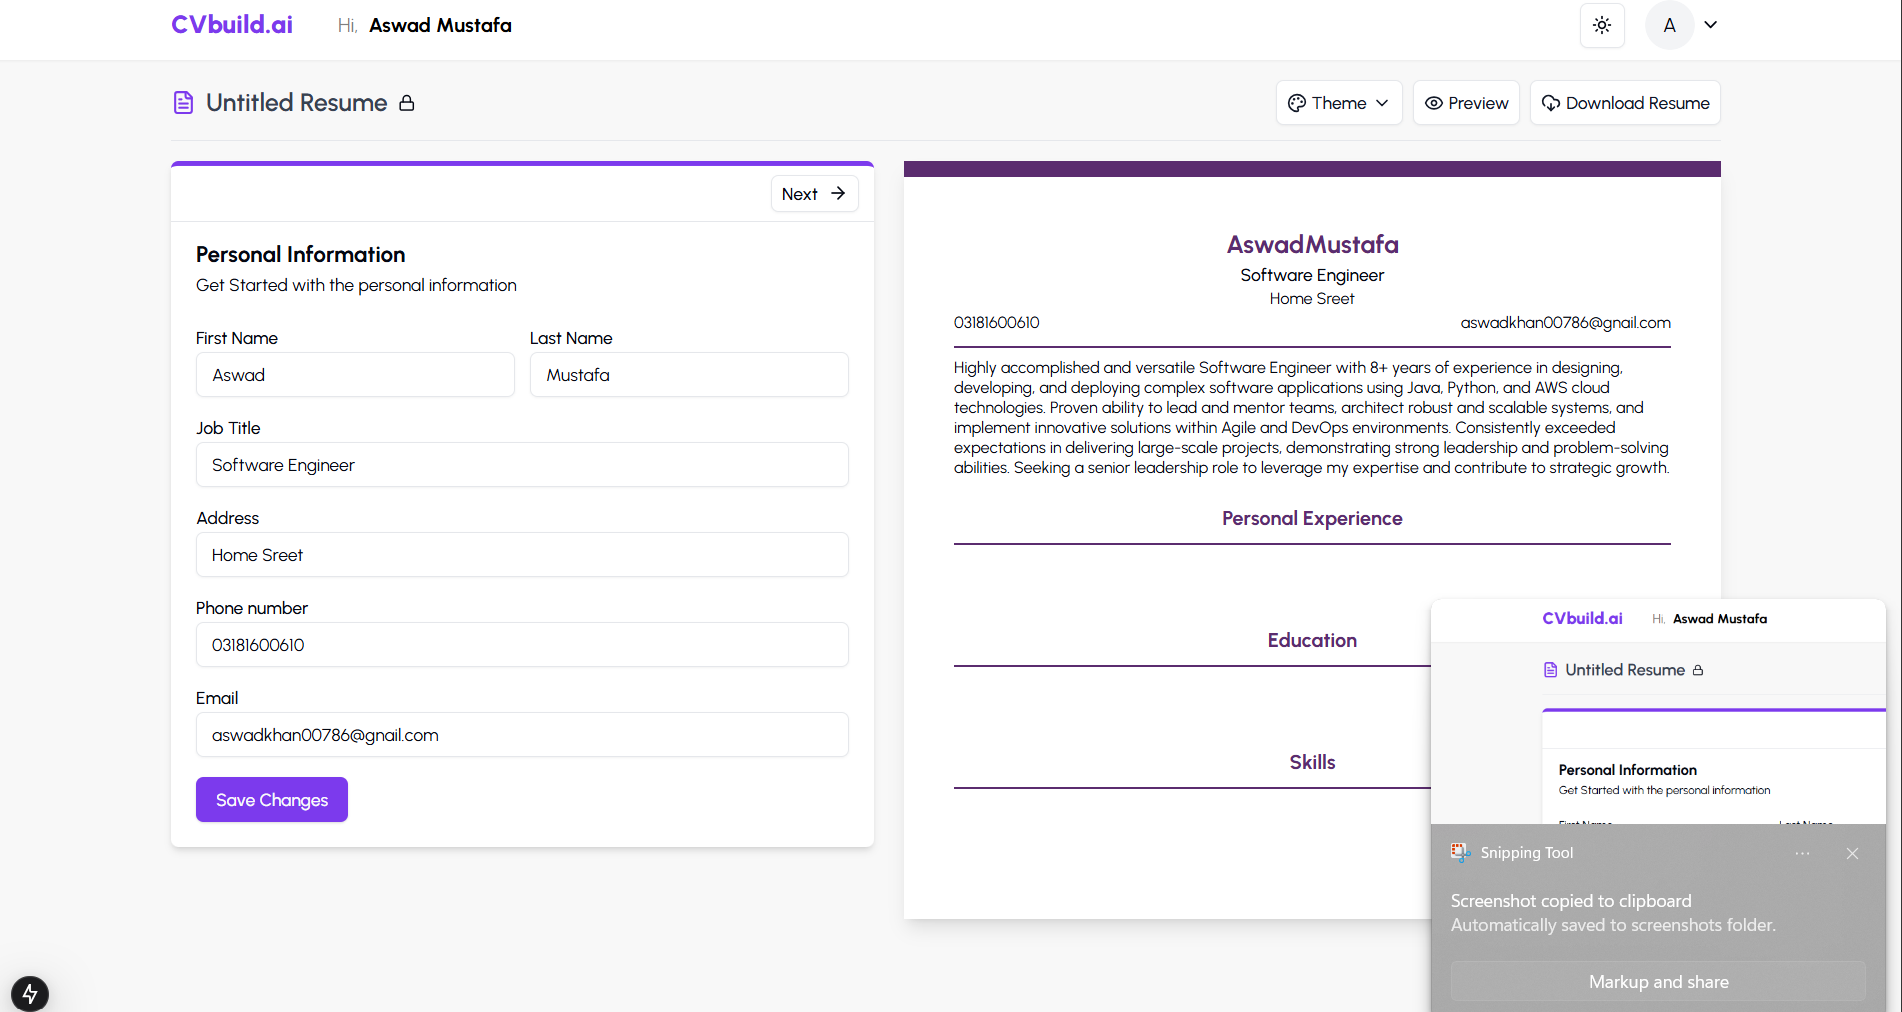 CVbuild.ai
Hi, Aswad Mustafa
A
Untitled Resume
Theme
Preview
Download Resume
Next
Personal Information
Get Started with the personal information
First Name
Last Name
Aswad
Mustafa
Job Title
Software Engineer
Address
Home Sreet
Phone number
03181600610
Email
aswadkhan00786@gnail.com
Save Changes
AswadMustafa
Software Engineer
Home Sreet
03181600610
aswadkhan00786@gnail.com
Highly accomplished and versatile Software Engineer with 8+ years of experience in designing,
developing, and deploying complex software applications using Java, Python, and AWS cloud
technologies. Proven ability to lead and mentor teams, architect robust and scalable systems, and
implement innovative solutions within Agile and DevOps environments. Consistently exceeded
expectations in delivering large-scale projects, demonstrating strong leadership and problem-solving
abilities. Seeking a senior leadership role to leverage my expertise and contribute to strategic growth.
Personal Experience
Education
Skills
CVbuild.ai
Hi, Aswad Mustafa
Untitled Resume
Personal Information
Get Started with the personal information
First Name
Last Name
Snipping Tool
Screenshot copied to clipboard
Automatically saved to screenshots folder.
Markup and share